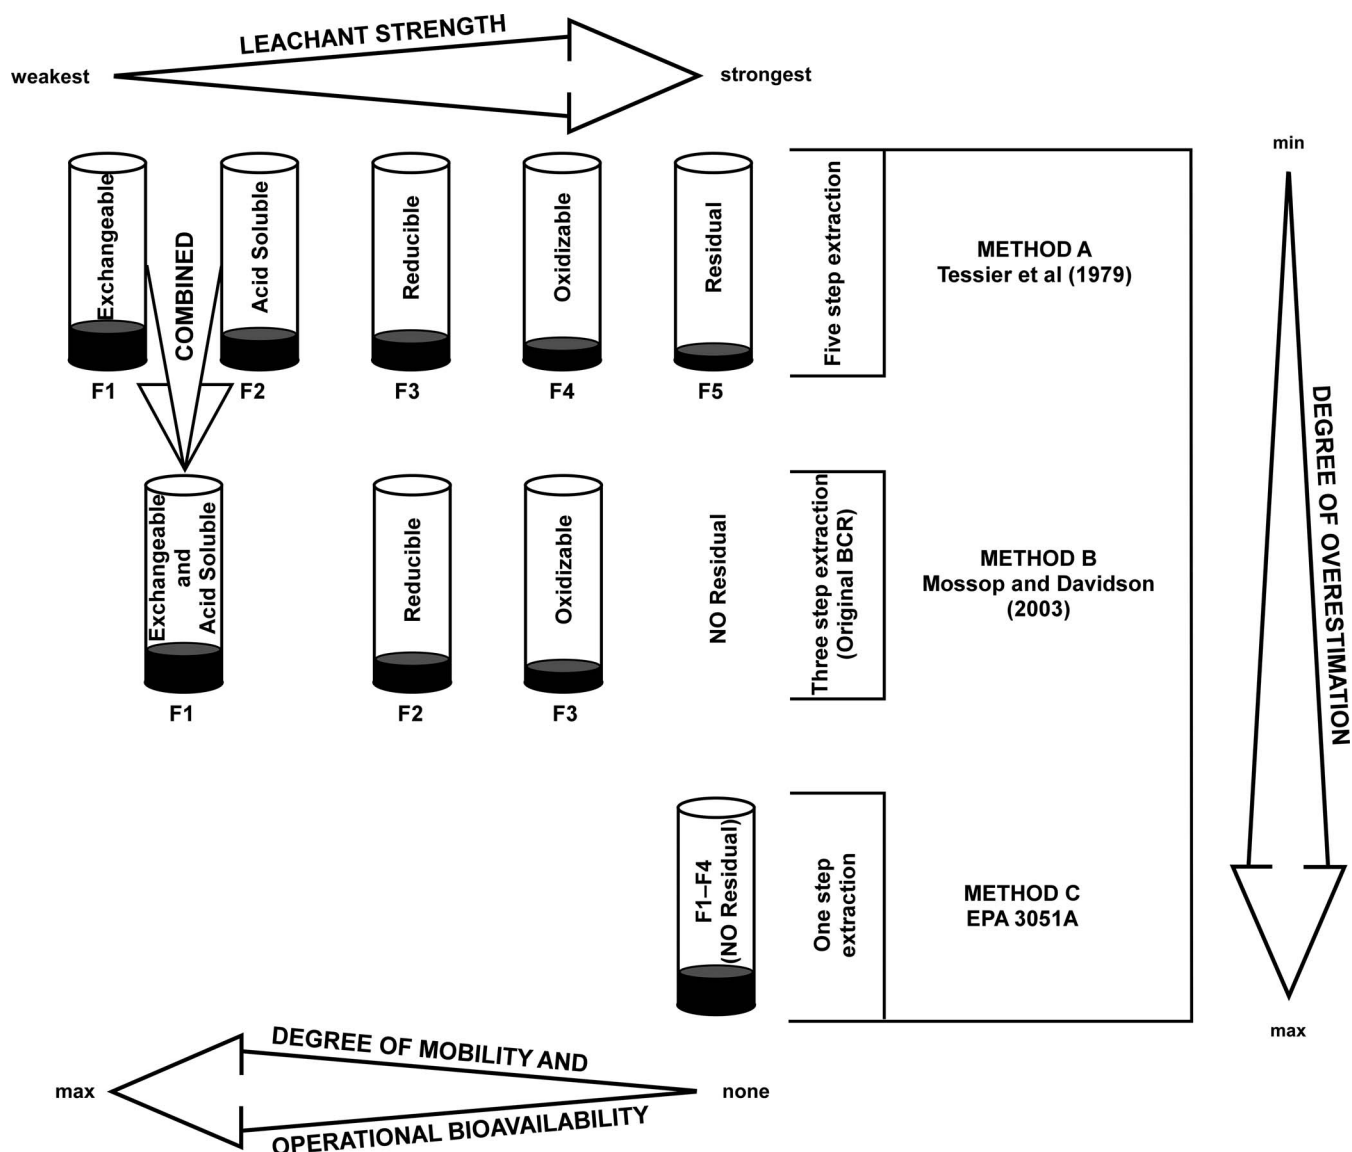 LEACHANT STRENGTH
weakest
strongest
min
Exchangeable
COMBINED
Acid Soluble
Reducible
Oxidizable
Residual
Five step extraction
METHOD A
Tessier et al (1979)
F1
F2
F3
F4
F5
DEGREE OF OVERESTIMATION
Exchangeable
and
Acid Soluble
Reducible
Oxidizable
NO Residual
Three step extraction
(Original BCR)
METHOD B
Mossop and Davidson
(2003)
F1
F2
F3
F1–F4
(NO Residual)
One step
extraction
METHOD C
EPA 3051A
max
DEGREE OF MOBILITY AND
max
none
OPERATIONAL BIOAVAILABILITY